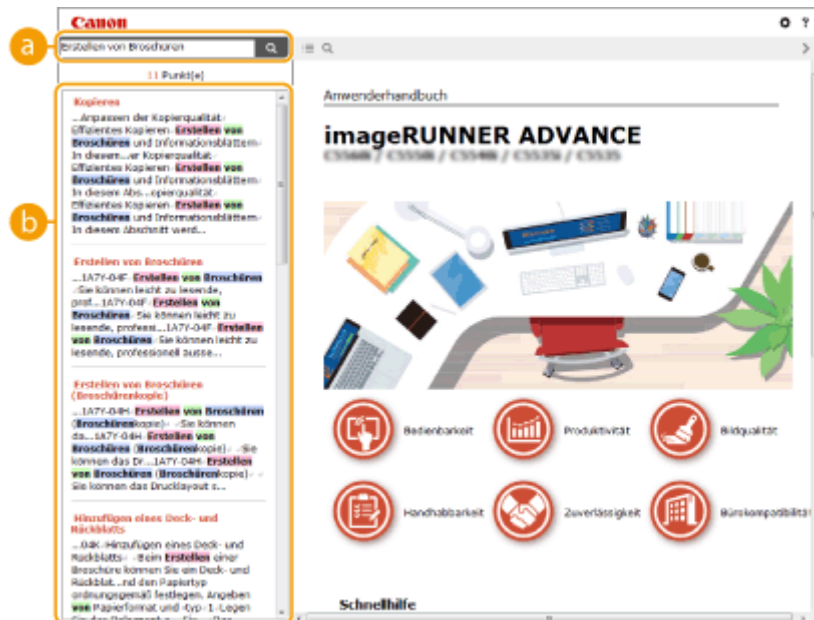 Canon
?
a
Erstellen von Broschüren
11 Punkt(e)
b
Kopieren
...Anpassen der Kopierqualität-
Effizientes Kopieren- Erstellen von
Broschüren und Informationsblättern-
In diesem...er Kopierqualität-
Effizientes Kopieren- Erstellen von
Broschüren und Informationsblättern-
In diesem Abs...opierqualität-
Effizientes Kopieren- Erstellen von
Broschüren und Informationsblättern-
In diesem Abschnitt werd...
Erstellen von Broschüren
...1A7Y-04F- Erstellen von Broschüren
-Sie können leicht zu lesende,
prof...1A7Y-04F- Erstellen von
Broschüren- Sie können leicht zu
lesende, professi...1A7Y-04F- Erstellen
von Broschüren- Sie können leicht zu
lesende, professionell ausse...
Erstellen von Broschüren
(Broschürenkopie)
...1A7Y-04H- Erstellen von Broschüren
(Broschürenkopie)- -Sie können
da...1A7Y-04H- Erstellen von
Broschüren (Broschürenkopie)- -Sie
können das Dr...1A7Y-04H- Erstellen
von Broschüren (Broschürenkopie)- -
Sie können das Drucklayout s...
Hinzufügen eines Deck- und
Rückblatts
...04K- Hinzufügen eines Deck- und
Rückblatts- -Beim Erstellen einer
Broschüre können Sie ein Deck- und
Rückblat...nd den Papiertyp
ordnungsgemäß festlegen. Angeben
von Papierformat und -typ-1-Legen
Anwenderhandbuch
imageRUNNER ADVANCE
Bedienbarkeit
Produktivität
Bildqualität
Handhabbarkeit
Zuverlässigkeit
Bürokompatibilität
Schnellhilfe